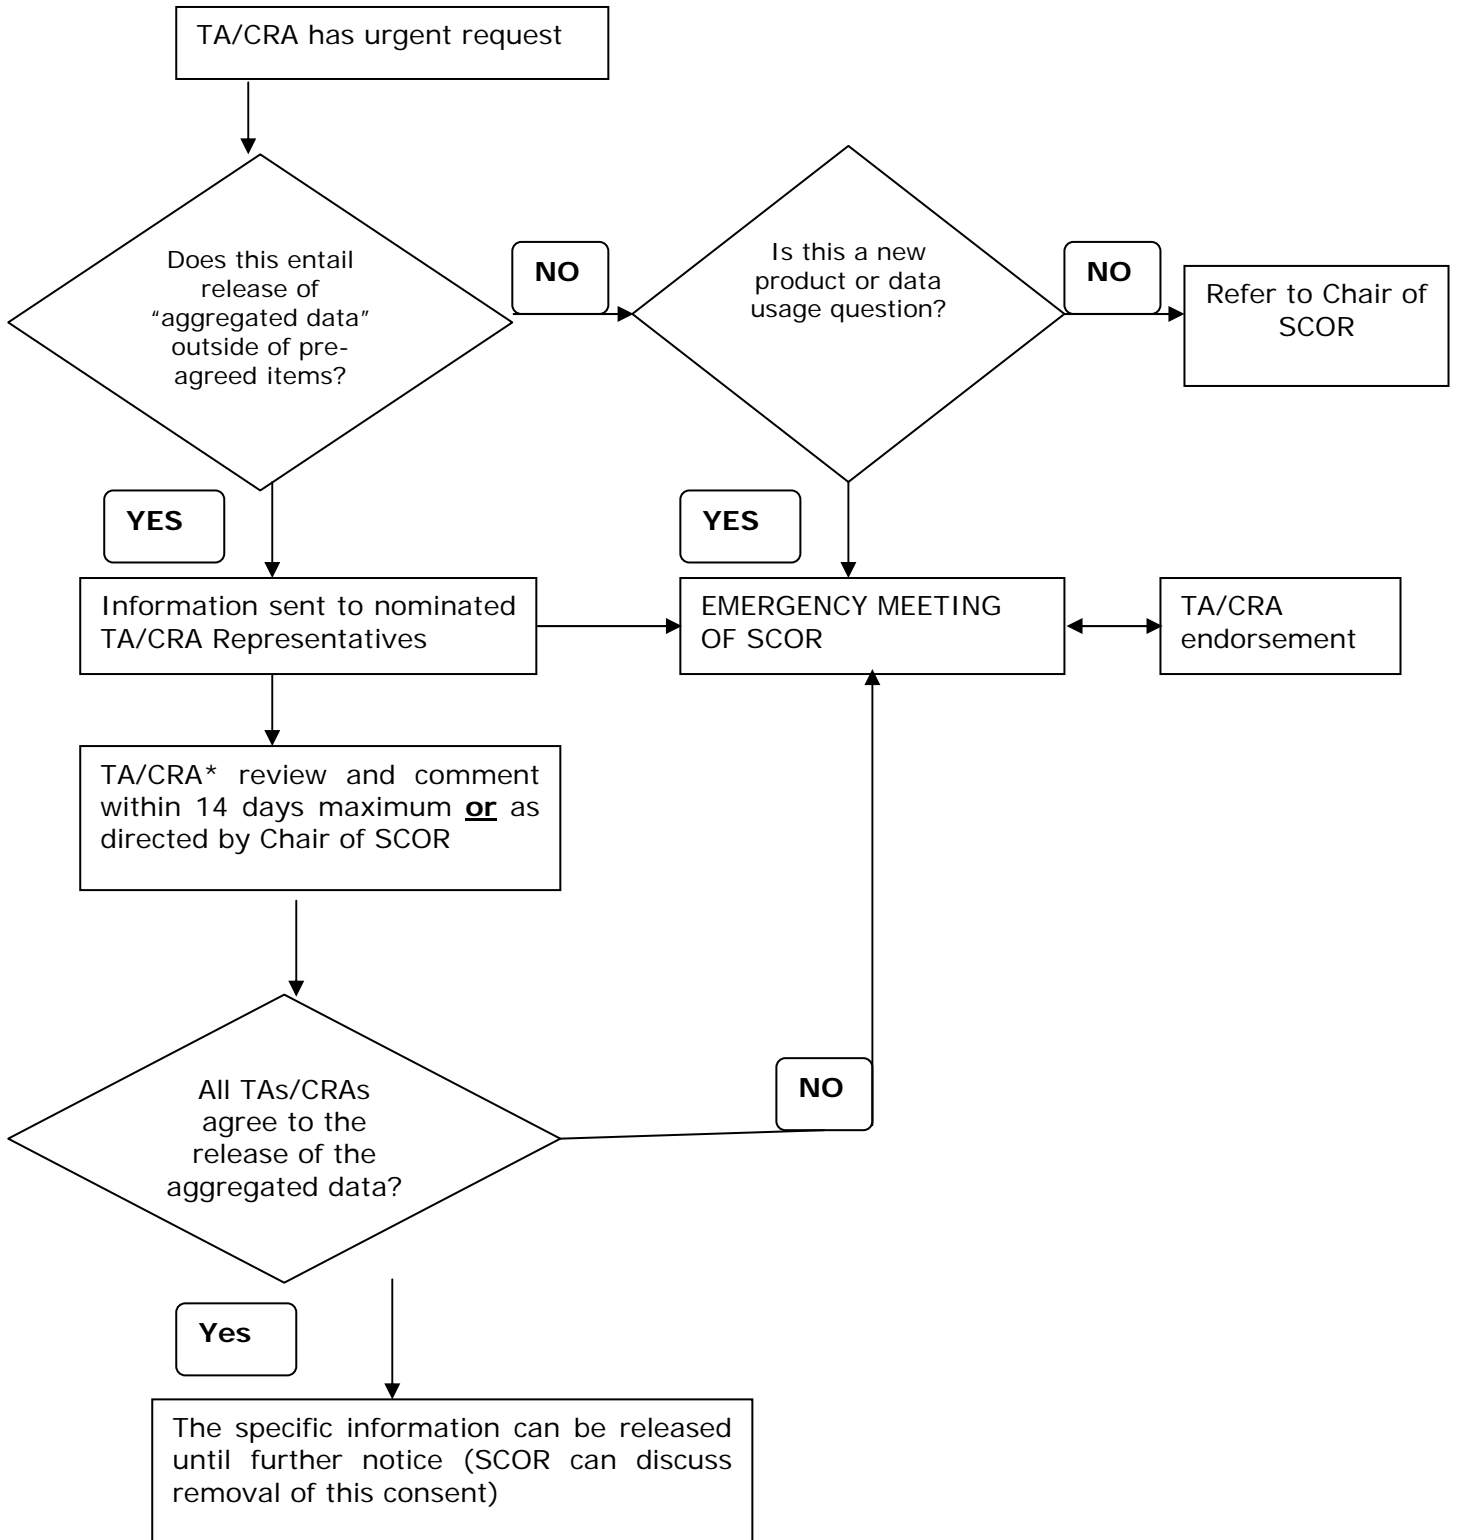 TA/CRA has urgent request
Does this entail
release of
“aggregated data”
outside of pre-
agreed items?
NO
Is this a new
product or data
usage question?
NO
Refer to Chair of
SCOR
YES
YES
Information sent to nominated
TA/CRA Representatives
EMERGENCY MEETING
OF SCOR
TA/CRA
endorsement
TA/CRA* review and comment
within 14 days maximum or as
directed by Chair of SCOR
All TAs/CRAs
agree to the
release of the
aggregated data?
NO
Yes
The specific information can be released
until further notice (SCOR can discuss
removal of this consent)